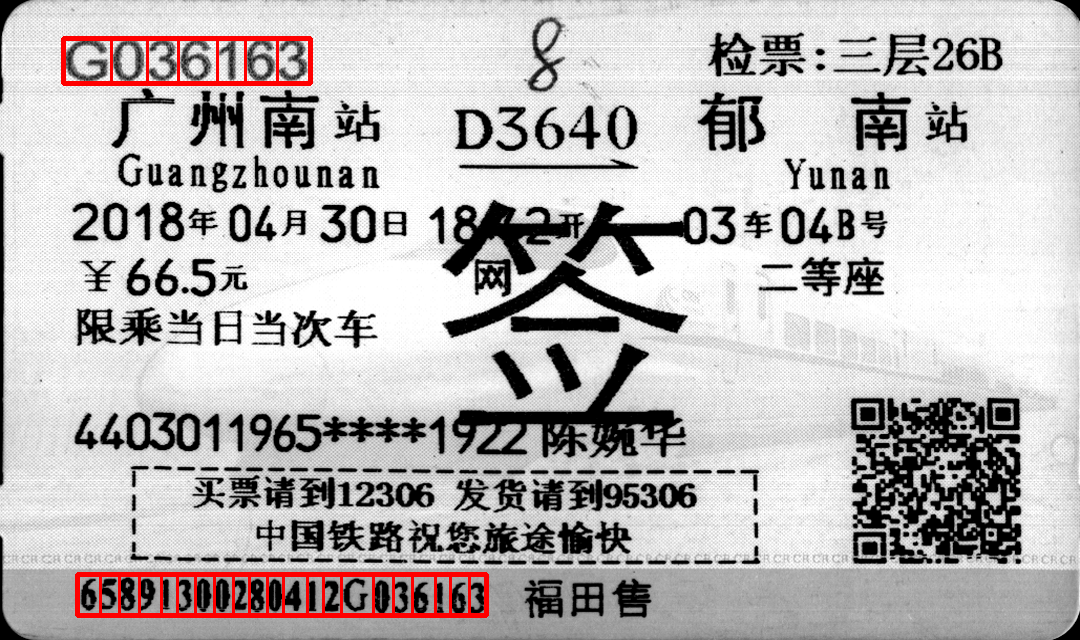 8
G036163 检票:三层26B
广州南站 D3640 郁南站
Guangzhounan Yunan
2018年04月30日 18:12开 03车04B号
¥66.5元 网 二等座
签
限乘当日当次车
4403011965****1922 陈婉华
买票请到12306 发货请到95306
中国铁路祝您旅途愉快
65891300280412G036163 福田售